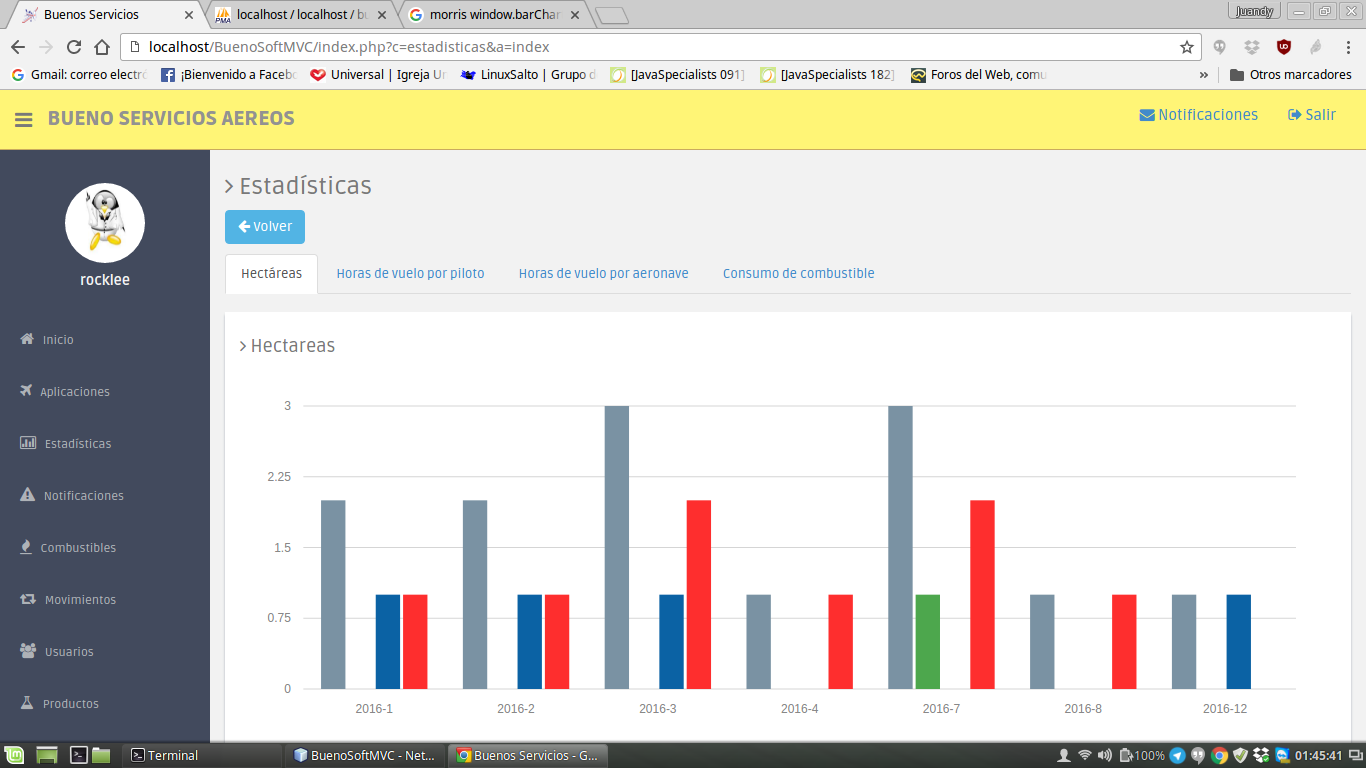 Buenos Servicios
localhost / localhost / bu
morris window.barChar
Juandy
localhost/BuenoSoftMVC/index.php?c=estadisticas&a=index
Gmail: correo electró
¡Bienvenido a Facebo
Universal | Igreja Un
LinuxSalto | Grupo d
[JavaSpecialists 091]
[JavaSpecialists 182]
Foros del Web, comu
»
Otros marcadores
BUENO SERVICIOS AEREOS
Notificaciones
Salir
rocklee
Inicio
Aplicaciones
Estadísticas
Notificaciones
Combustibles
Movimientos
Usuarios
Productos
Estadísticas
Volver
Hectáreas
Horas de vuelo por piloto
Horas de vuelo por aeronave
Consumo de combustible
Hectareas
3
2.25
1.5
0.75
0
2016-1
2016-2
2016-3
2016-4
2016-7
2016-8
2016-12
Terminal
BuenoSoftMVC - Net...
Buenos Servicios - G...
100%
01:45:41